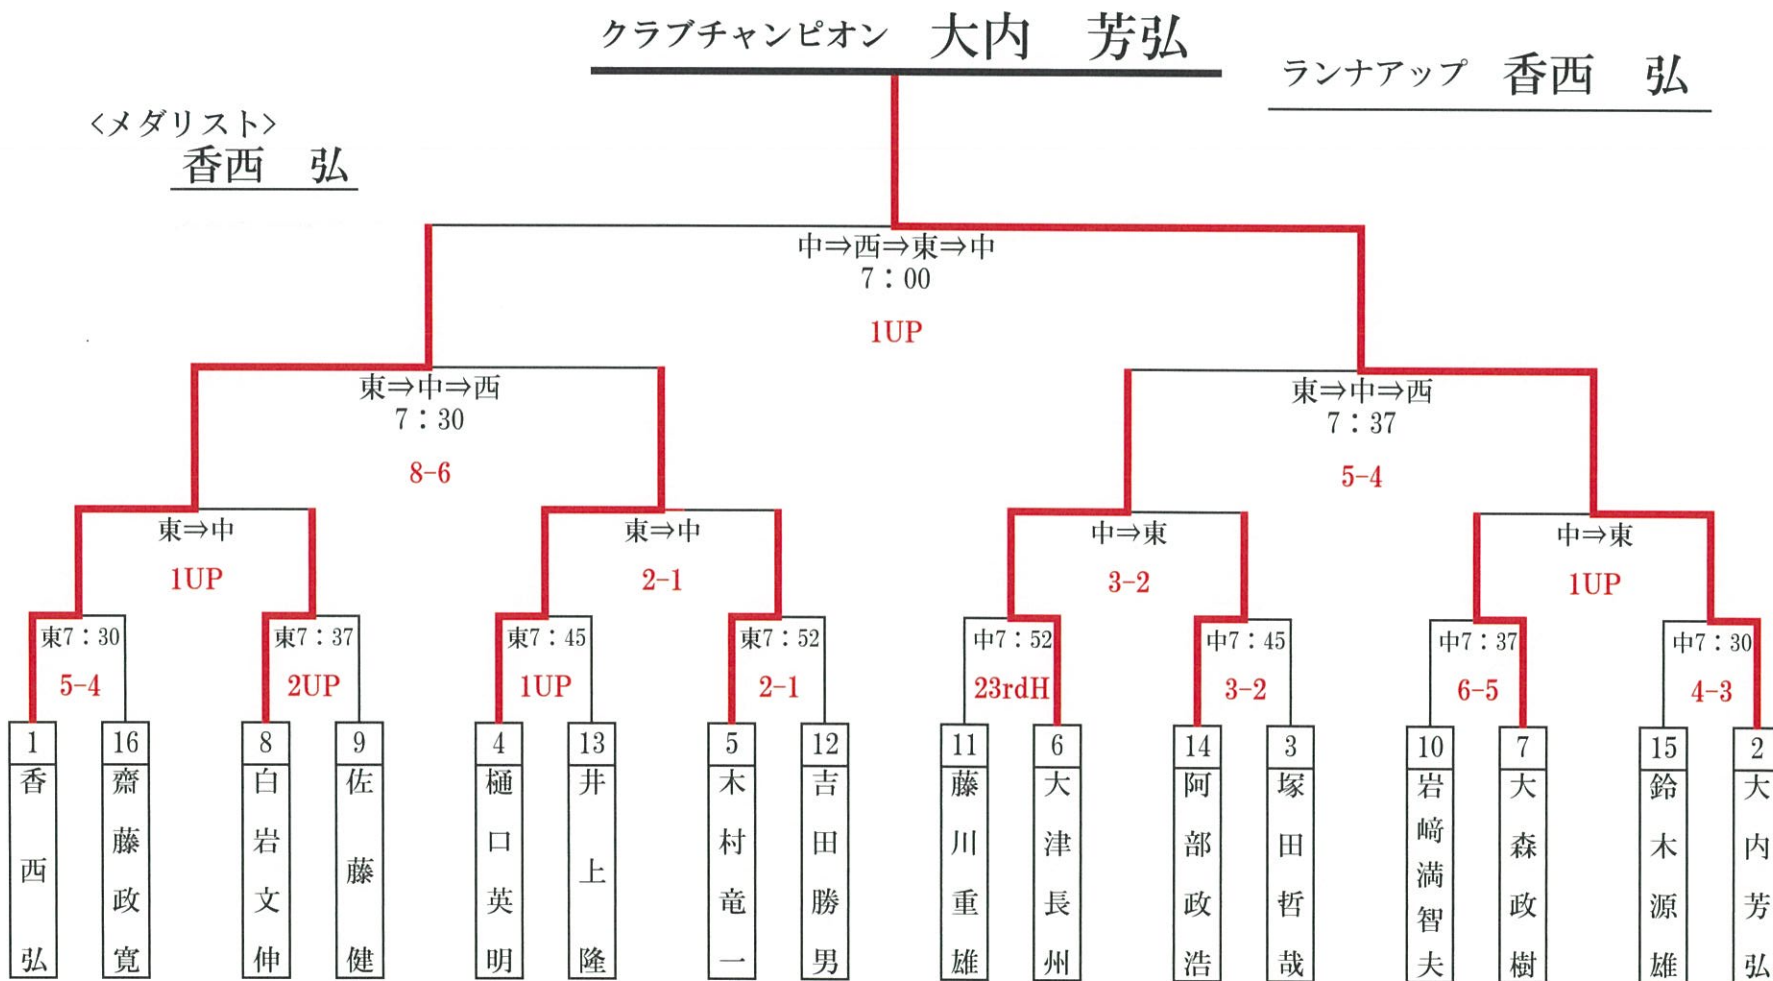 クラブチャンピオン 大内 芳弘
ランナアップ 香西 弘
<メダリスト>
香西 弘
中⇒西⇒東⇒中
7：00
1UP
東⇒中⇒西
7：30
8-6
東⇒中⇒西
7：37
5-4
東⇒中
1UP
東⇒中
2-1
中⇒東
3-2
中⇒東
1UP
東7：30
5-4
東7：37
2UP
東7：45
1UP
東7：52
2-1
中7：52
23rdH
中7：45
3-2
中7：37
6-5
中7：30
4-3
1 香西弘
16 齋藤政寛
8 白岩文伸
9 佐藤健
4 樋口英明
13 井上隆
5 木村竜一
12 吉田勝男
11 藤川重雄
6 大津長州
14 阿部政浩
3 塚田哲哉
10 岩﨑満智夫
7 大森政樹
15 鈴木源雄
2 大内芳弘